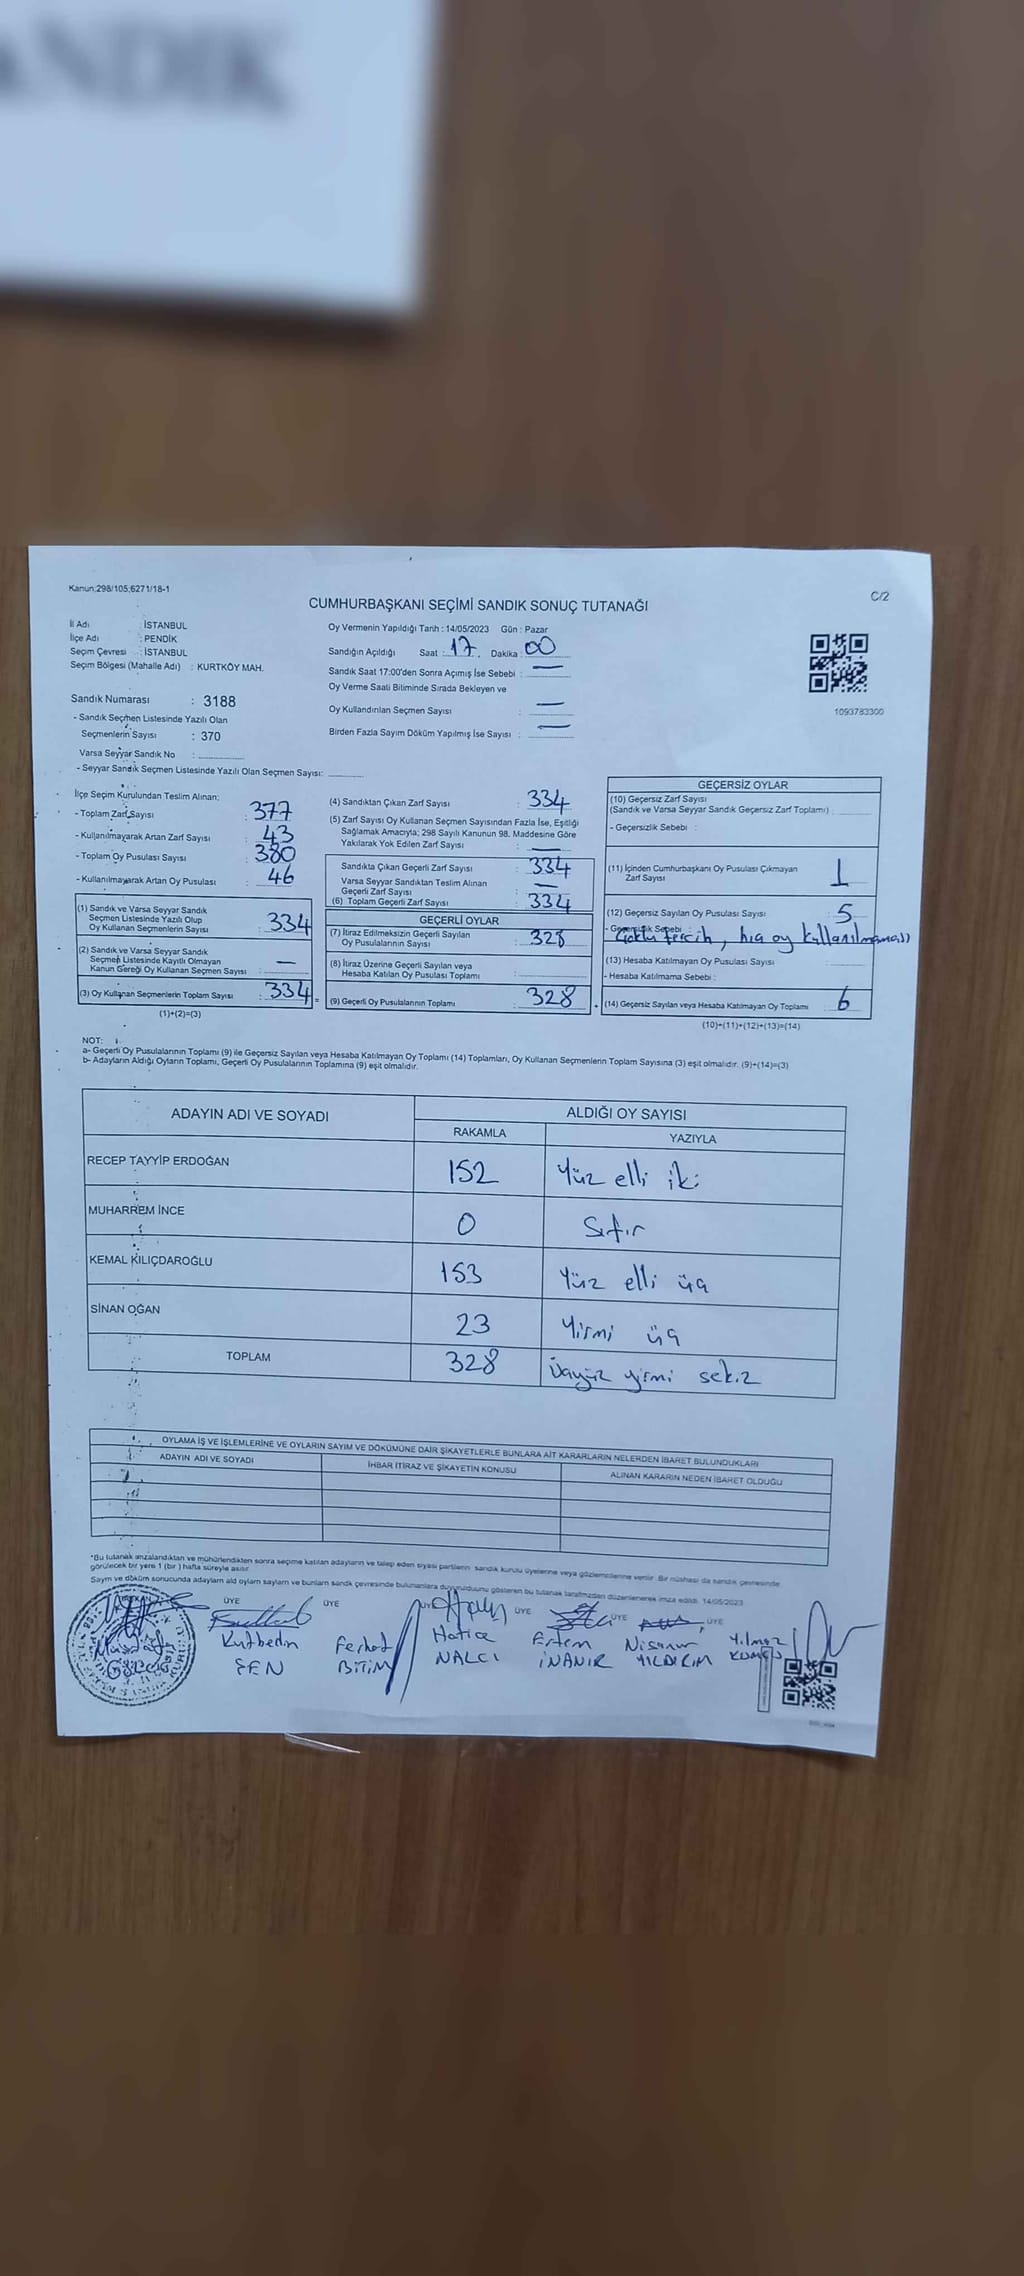 ANDIK
Kanun:298/105;6271/18-1
C/2
CUMHURBAŞKANI SEÇİMİ SANDIK SONUÇ TUTANAĞI
İl Adı : İSTANBUL
İlçe Adı : PENDİK
Seçim Çevresi : İSTANBUL
Seçim Bölgesi (Mahalle Adı) : KURTKÖY MAH.
Oy Vermenin Yapıldığı Tarih : 14/05/2023 Gün : Pazar
Sandığın Açıldığı Saat : 17 Dakika : 00
Sandık Saat 17:00'den Sonra Açımış İse Sebebi : —
Oy Verme Saati Bitiminde Sırada Bekleyen ve
Oy Kullandırılan Seçmen Sayısı : —
Birden Fazla Sayım Döküm Yapılmış İse Sayısı : —
1093783300
Sandık Numarası : 3188
- Sandık Seçmen Listesinde Yazılı Olan
Seçmenlerin Sayısı : 370
Varsa Seyyar Sandık No :
- Seyyar Sandık Seçmen Listesinde Yazılı Olan Seçmen Sayısı:
İlçe Seçim Kurulundan Teslim Alınan:
- Toplam Zarf Sayısı : 377
- Kullanılmayarak Artan Zarf Sayısı : 43
- Toplam Oy Pusulası Sayısı : 380
- Kullanılmayarak Artan Oy Pusulası : 46
(1) Sandık ve Varsa Seyyar Sandık
Seçmen Listesinde Yazılı Olup
Oy Kullanan Seçmenlerin Sayısı : 334
(2) Sandık ve Varsa Seyyar Sandık
Seçmen Listesinde Kayıtlı Olmayan
Kanun Gereği Oy Kullanan Seçmen Sayısı : —
(3) Oy Kullanan Seçmenlerin Toplam Sayısı : 334 =
(1)+(2)=(3)
(4) Sandıktan Çıkan Zarf Sayısı : 334
(5) Zarf Sayısı Oy Kullanan Seçmen Sayısından Fazla İse, Eşitliği
Sağlamak Amacıyla; 298 Sayılı Kanunun 98. Maddesine Göre
Yakılarak Yok Edilen Zarf Sayısı : —
Sandıkta Çıkan Geçerli Zarf Sayısı : 334
Varsa Seyyar Sandıktan Teslim Alınan
Geçerli Zarf Sayısı : —
(6) Toplam Geçerli Zarf Sayısı : 334
GEÇERLİ OYLAR
(7) İtiraz Edilmeksizin Geçerli Sayılan
Oy Pusulalarının Sayısı : 328
(8) İtiraz Üzerine Geçerli Sayılan veya
Hesaba Katılan Oy Pusulası Toplamı :
(9) Geçerli Oy Pusulalarının Toplamı : 328 +
GEÇERSİZ OYLAR
(10) Geçersiz Zarf Sayısı
(Sandık ve Varsa Seyyar Sandık Geçersiz Zarf Toplamı) :
- Geçersizlik Sebebi :
(11) İçinden Cumhurbaşkanı Oy Pusulası Çıkmayan
Zarf Sayısı : 1
(12) Geçersiz Sayılan Oy Pusulası Sayısı : 5
- Geçersizlik Sebebi : Çoklu tercih, hiç oy kullanılmaması
(13) Hesaba Katılmayan Oy Pusulası Sayısı :
- Hesaba Katılmama Sebebi :
(14) Geçersiz Sayılan veya Hesaba Katılmayan Oy Toplamı : 6
(10)+(11)+(12)+(13)=(14)
NOT:
a- Geçerli Oy Pusulalarının Toplamı (9) ile Geçersiz Sayılan veya Hesaba Katılmayan Oy Toplamı (14) Toplamları, Oy Kullanan Seçmenlerin Toplam Sayısına (3) eşit olmalıdır. (9)+(14)=(3)
b- Adayların Aldığı Oyların Toplamı, Geçerli Oy Pusulalarının Toplamına (9) eşit olmalıdır.
ADAYIN ADI VE SOYADI ALDIĞI OY SAYISI
RAKAMLA YAZIYLA
RECEP TAYYİP ERDOĞAN 152 Yüz elli iki
MUHARREM İNCE 0 Sıfır
KEMAL KILIÇDAROĞLU 153 Yüz elli üç
SİNAN OĞAN 23 Yirmi üç
TOPLAM 328 Üçyüz yirmi sekiz
OYLAMA İŞ VE İŞLEMLERİNE VE OYLARIN SAYIM VE DÖKÜMÜNE DAİR ŞİKAYETLERLE BUNLARA AİT KARARLARIN NELERDEN İBARET BULUNDUKLARI
ADAYIN ADI VE SOYADI İHBAR İTİRAZ VE ŞİKAYETİN KONUSU ALINAN KARARIN NEDEN İBARET OLDUĞU
*Bu tutanak imzalandıktan ve mühürlendikten sonra seçime katılan adayların ve talep eden siyasi partilerin sandık kurulu üyelerine veya gözlemcilerine verilir. Bir nüshası da sandık çevresinde
görülecek bir yere 1 (bir) hafta süreyle asılır.
Sayım ve döküm sonucunda adayların aldı oyların sayların ve bunların sandık çevresinde bulunanlara duyurulduunu gösteren bu tutanak tarafımızdan düzenlenerek imza edildi. 14/05/2023
BAŞKAN ÜYE ÜYE ÜYE ÜYE ÜYE ÜYE
Mustafa Kutbedin Ferhat Hatice Ertem Nisanur Yılmaz
ŞEN BİTİM NALCI İNANIR YILDIRIM